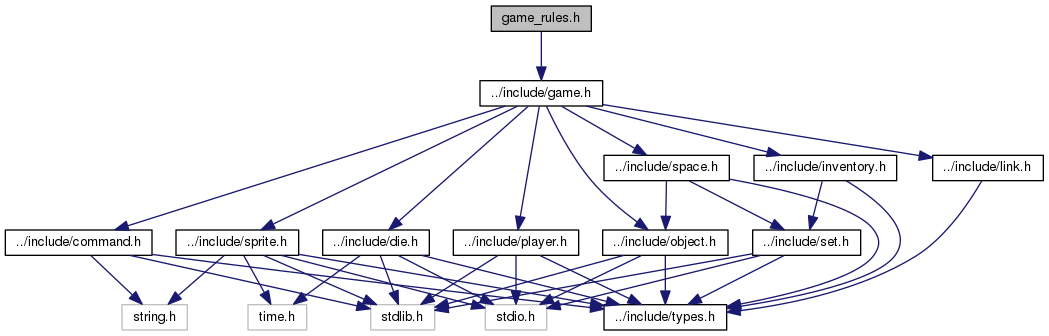 game_rules.h
../include/game.h
../include/space.h
../include/inventory.h
../include/link.h
../include/command.h
../include/sprite.h
../include/die.h
../include/player.h
../include/object.h
../include/set.h
string.h
time.h
stdlib.h
stdio.h
../include/types.h